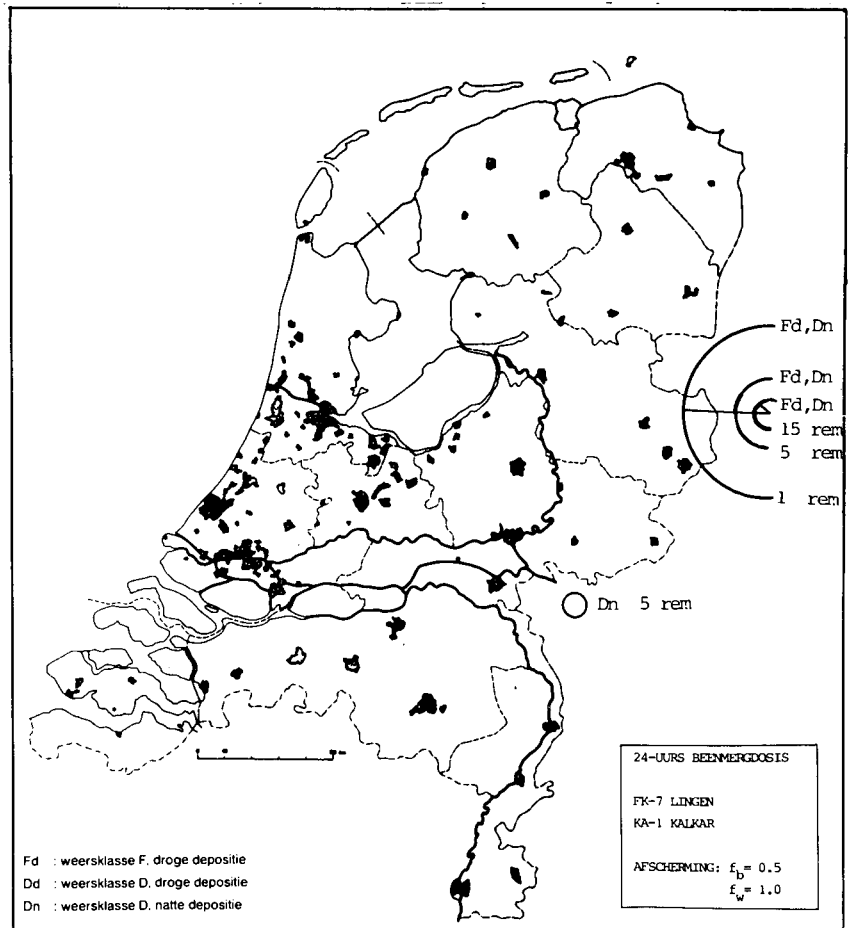 Fd,Dn
Fd,Dn
Fd,Dn
15 rem
5 rem
1 rem
Dn 5 rem
24-UURS BEENMERGDOSIS
FK-7 LINGEN
KA-1 KALKAR
AFSCHERMING: fb= 0.5
fw= 1.0
Fd : weersklasse F, droge depositie
Dd : weersklasse D, droge depositie
Dn : weersklasse D, natte depositie